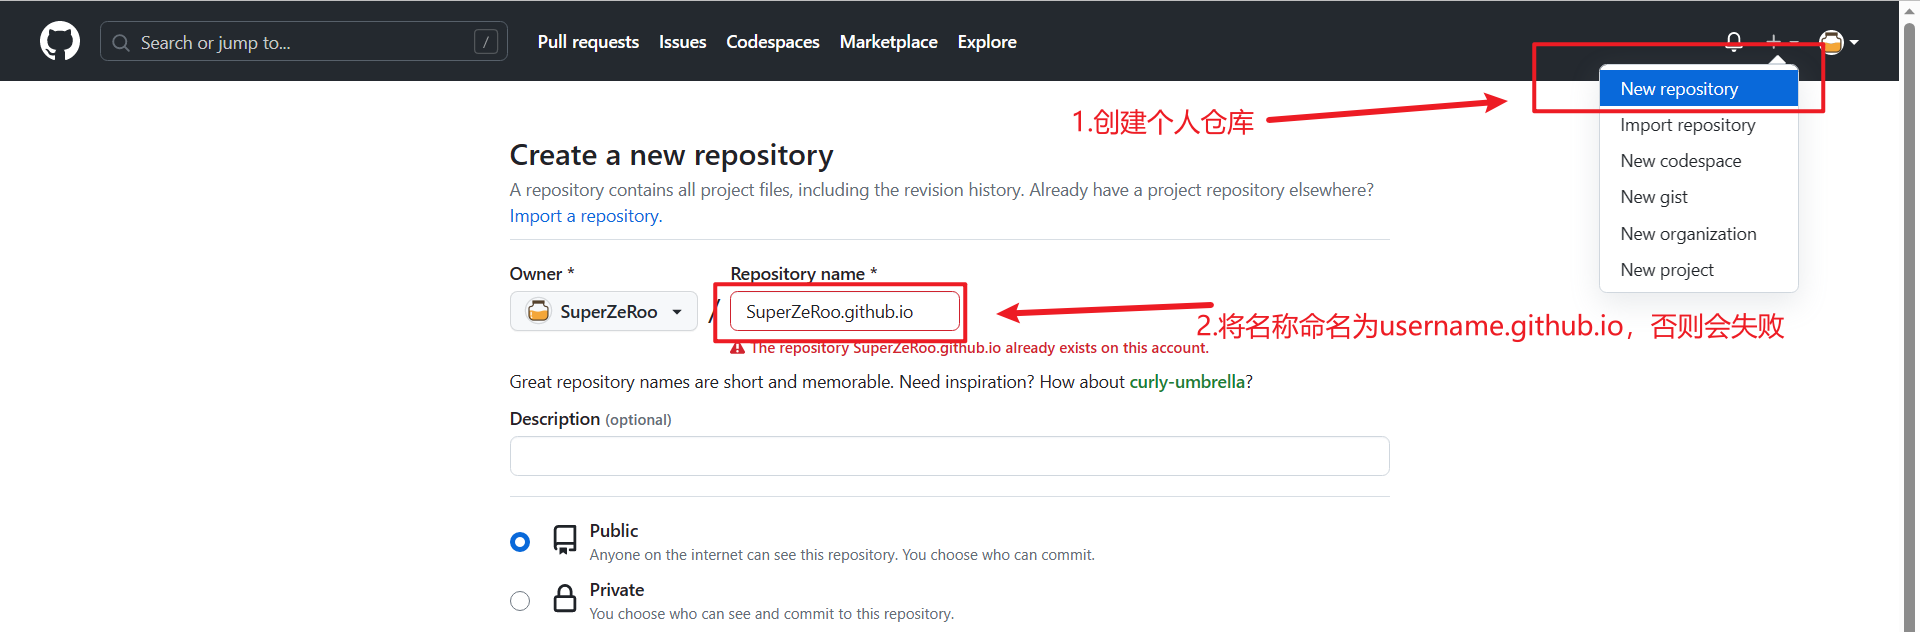 Search or jump to...
/
Pull requests
Issues
Codespaces
Marketplace
Explore
New repository
Import repository
New codespace
New gist
New organization
New project
1.创建个人仓库
Create a new repository
A repository contains all project files, including the revision history. Already have a project repository elsewhere?
Import a repository.
Owner *
Repository name *
SuperZeRoo
/
SuperZeRoo.github.io
2.将名称命名为username.github.io，否则会失败
The repository SuperZeRoo.github.io already exists on this account.
Great repository names are short and memorable. Need inspiration? How about curly-umbrella?
Description (optional)
Public
Anyone on the internet can see this repository. You choose who can commit.
Private
You choose who can see and commit to this repository.